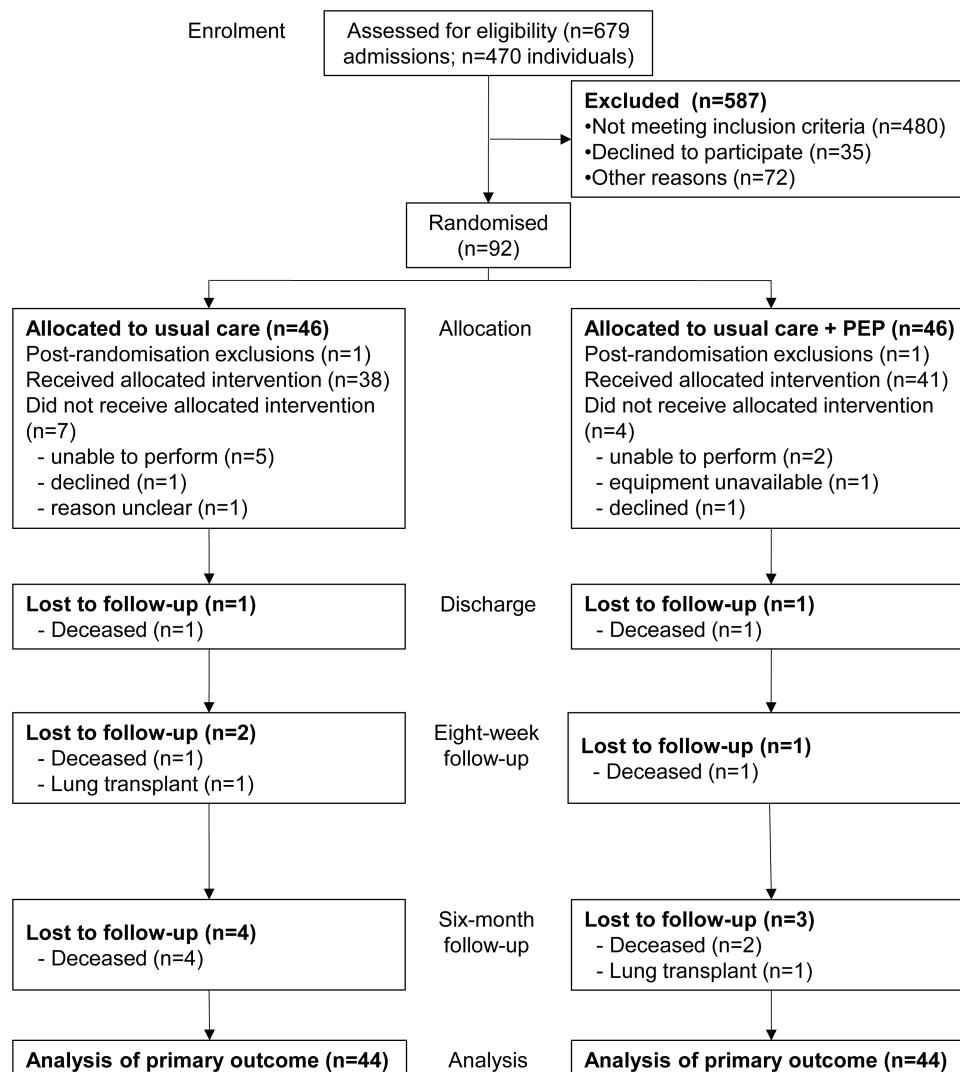 Enrolment
Assessed for eligibility (n=679
admissions; n=470 individuals)
Excluded (n=587)
•Not meeting inclusion criteria (n=480)
•Declined to participate (n=35)
•Other reasons (n=72)
Randomised
(n=92)
Allocated to usual care (n=46)
Post-randomisation exclusions (n=1)
Received allocated intervention (n=38)
Did not receive allocated intervention
(n=7)
- unable to perform (n=5)
- declined (n=1)
- reason unclear (n=1)
Allocation
Allocated to usual care + PEP (n=46)
Post-randomisation exclusions (n=1)
Received allocated intervention (n=41)
Did not receive allocated intervention
(n=4)
- unable to perform (n=2)
- equipment unavailable (n=1)
- declined (n=1)
Lost to follow-up (n=1)
- Deceased (n=1)
Discharge
Lost to follow-up (n=1)
- Deceased (n=1)
Lost to follow-up (n=2)
- Deceased (n=1)
- Lung transplant (n=1)
Eight-week
follow-up
Lost to follow-up (n=1)
- Deceased (n=1)
Lost to follow-up (n=4)
- Deceased (n=4)
Six-month
follow-up
Lost to follow-up (n=3)
- Deceased (n=2)
- Lung transplant (n=1)
Analysis of primary outcome (n=44)
Analysis
Analysis of primary outcome (n=44)